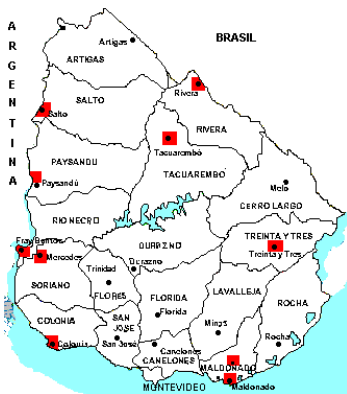 ARGENTINA
BRASIL
Artigas
ARTIGAS
SALTO
Salto
Rivera
RIVERA
Tacuarembó
TACUAREMBO
PAYSANDU
Paysandú
Melo
CERRO LARGO
RIO NEGRO
Fray Bentos
Mercedes
DURAZNO
Durazno
TREINTA Y TRES
Treinta y Tres
SORIANO
Trinidad
FLORES
FLORIDA
Florida
LAVALLEJA
ROCHA
Rocha
COLONIA
Colonia
SAN
JOSE
San José
Minas
Canelones
CANELONES
MALDONADO
Maldonado
MONTEVIDEO